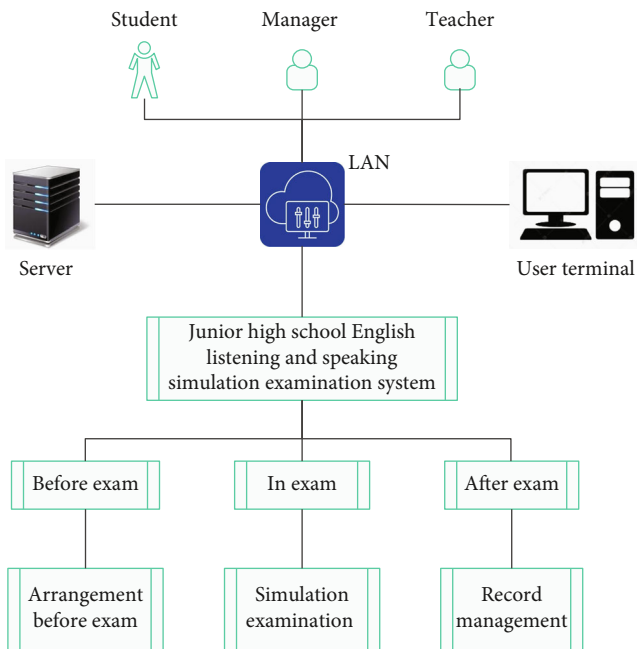 Student
Manager
Teacher
LAN
Server
User terminal
Junior high school English
listening and speaking
simulation examination system
Before exam
In exam
After exam
Arrangement
before exam
Simulation
examination
Record
management